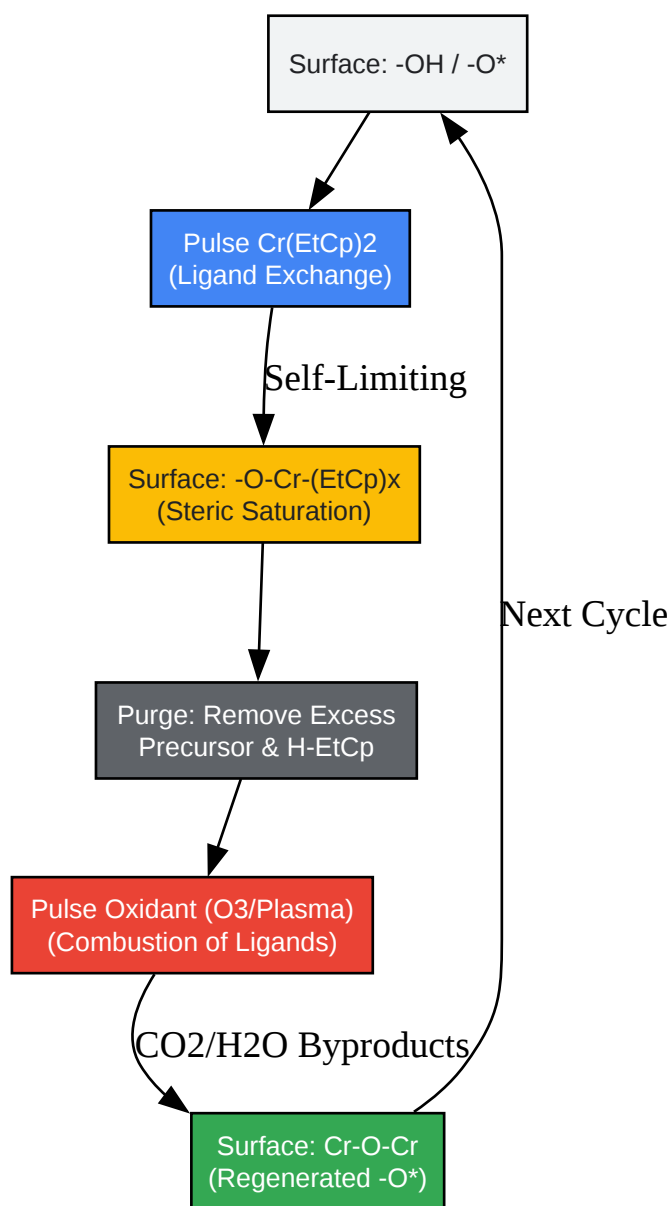 Surface: -OH / -O*
Pulse Cr(EtCp)2
(Ligand Exchange)
Self-Limiting
Surface: -O-Cr-(EtCp)x
(Steric Saturation)
Next Cycle
Purge: Remove Excess
Precursor & H-EtCp
Pulse Oxidant (O3/Plasma)
(Combustion of Ligands)
CO2/H2O Byproducts
Surface: Cr-O-Cr
(Regenerated -O*)